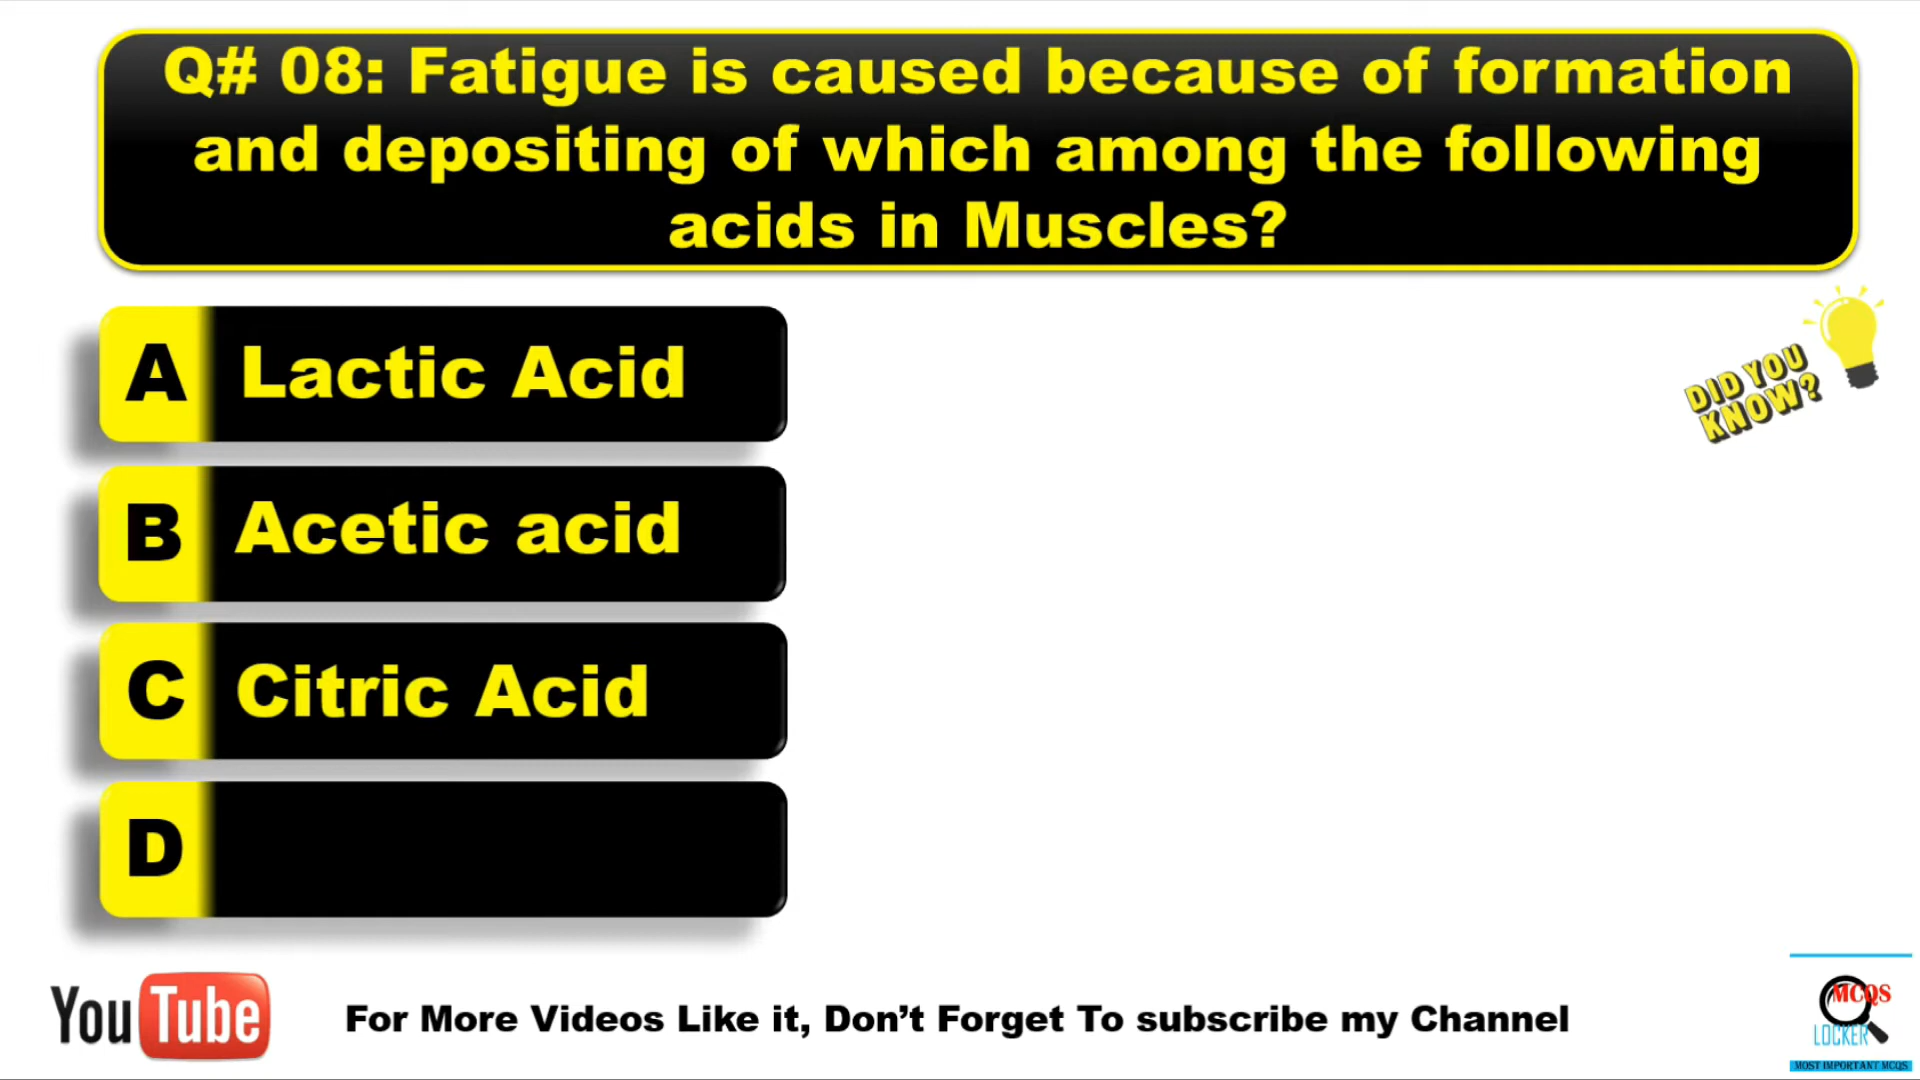 Q# 08: Fatigue is caused because of formation
and depositing of which among the following
acids in Muscles?
A Lactic Acid
DID YOU
KNOW?
B Acetic acid
C Citric Acid
D
YouTube
For More Videos Like it, Don’t Forget To subscribe my Channel
MCQS
LOCKER
MOST IMPORTANT MCQS